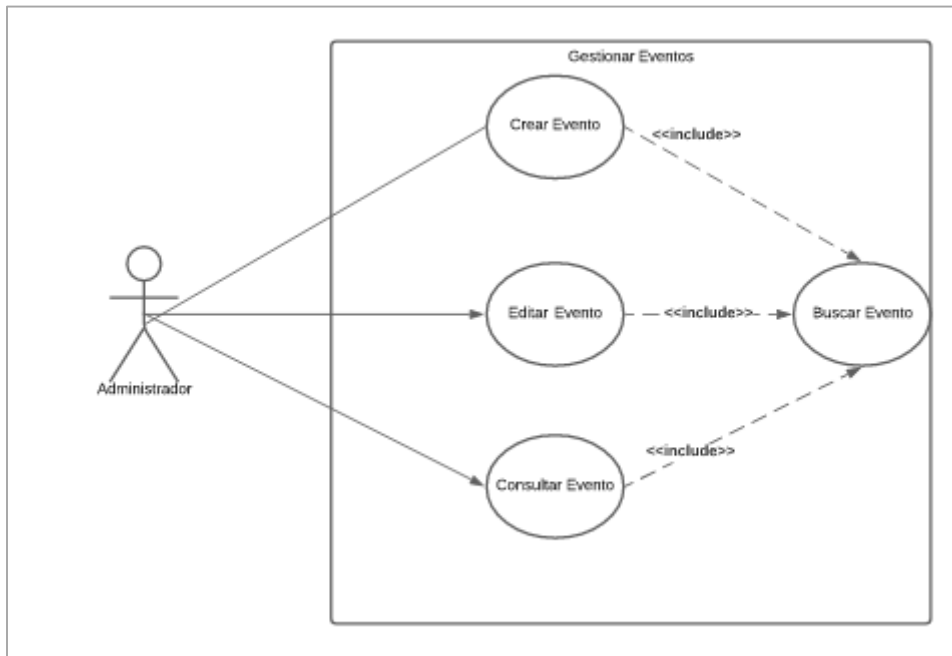 Gestionar Eventos
Crear Evento
<<include>>
Editar Evento
<<include>>
Buscar Evento
Administrador
<<include>>
Consultar Evento